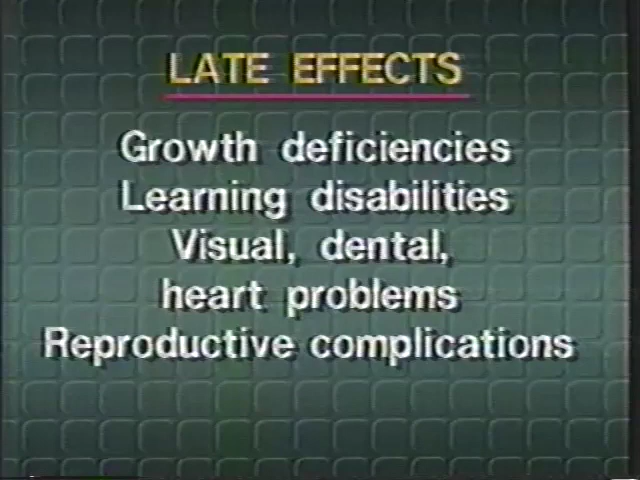 LATE EFFECTS
Growth deficiencies
Learning disabilities
Visual, dental,
heart problems
Reproductive complications